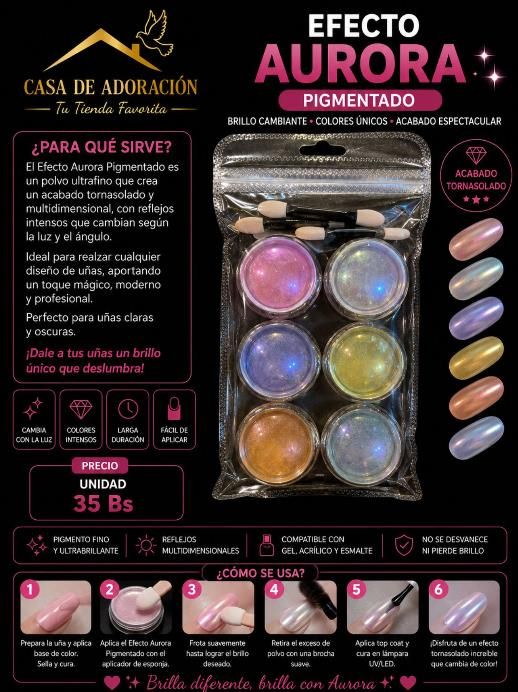 CASA DE ADORACIÓN
Tu Tienda Favorita
EFECTO
AURORA
PIGMENTADO
BRILLO CAMBIANTE • COLORES ÚNICOS • ACABADO ESPECTACULAR
¿PARA QUÉ SIRVE?
El Efecto Aurora Pigmentado es
un polvo ultrafino que crea
un acabado tornasolado y
multidimensional, con reflejos
intensos que cambian según
la luz y el ángulo.
Ideal para realzar cualquier
diseño de uñas, aportando
un toque mágico, moderno
y profesional.
Perfecto para uñas claras
y oscuras.
¡Dale a tus uñas un brillo
único que deslumbra!
ACABADO
TORNASOLADO
CAMBIA
CON LA LUZ
COLORES
INTENSOS
LARGA
DURACIÓN
FÁCIL DE
APLICAR
PRECIO
UNIDAD
35 Bs
PIGMENTO FINO
Y ULTRABRILLANTE
REFLEJOS
MULTIDIMENSIONALES
COMPATIBLE CON
GEL, ACRÍLICO Y ESMALTE
NO SE DESVANECE
NI PIERDE BRILLO
¿CÓMO SE USA?
1
Prepara la uña y aplica
base de color.
Sella y cura.
2
Aplica el Efecto Aurora
Pigmentado con el
aplicador de esponja.
3
Frota suavemente
hasta lograr el brillo
deseado.
4
Retira el exceso de
polvo con una brocha
suave.
5
Aplica top coat y
cura en lámpara
UV/LED.
6
¡Disfruta de un efecto
tornasolado increíble
que cambia de color!
Brilla diferente, brilla con Aurora